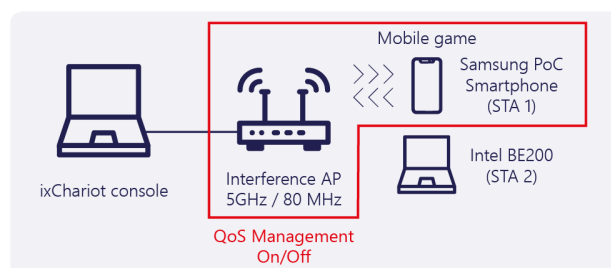 Mobile game
Samsung PoC
Smartphone
(STA 1)
Intel BE200
(STA 2)
ixChariot console
Interference AP
5GHz / 80 MHz
QoS Management
On/Off